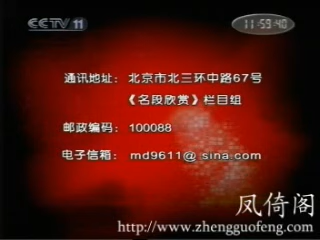 CCTV 11
11:59:40
通讯地址：北京市北三环中路67号
《名段欣赏》栏目组
邮政编码：100088
电子信箱：md9611@sina.com
凤倚阁
http://www.zhengguofeng.com